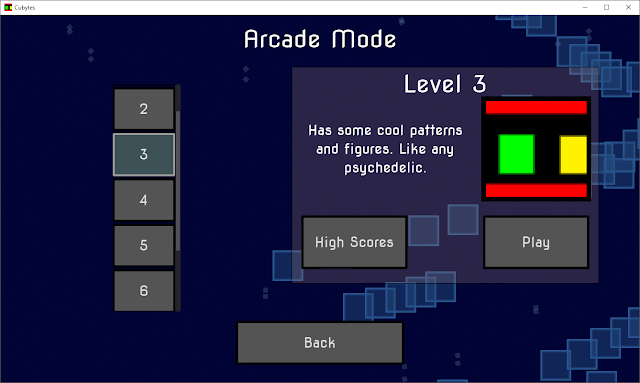 Cubytes
Arcade Mode
2
3
4
5
6
Level 3
Has some cool patterns
and figures. Like any
psychedelic.
High Scores
Play
Back